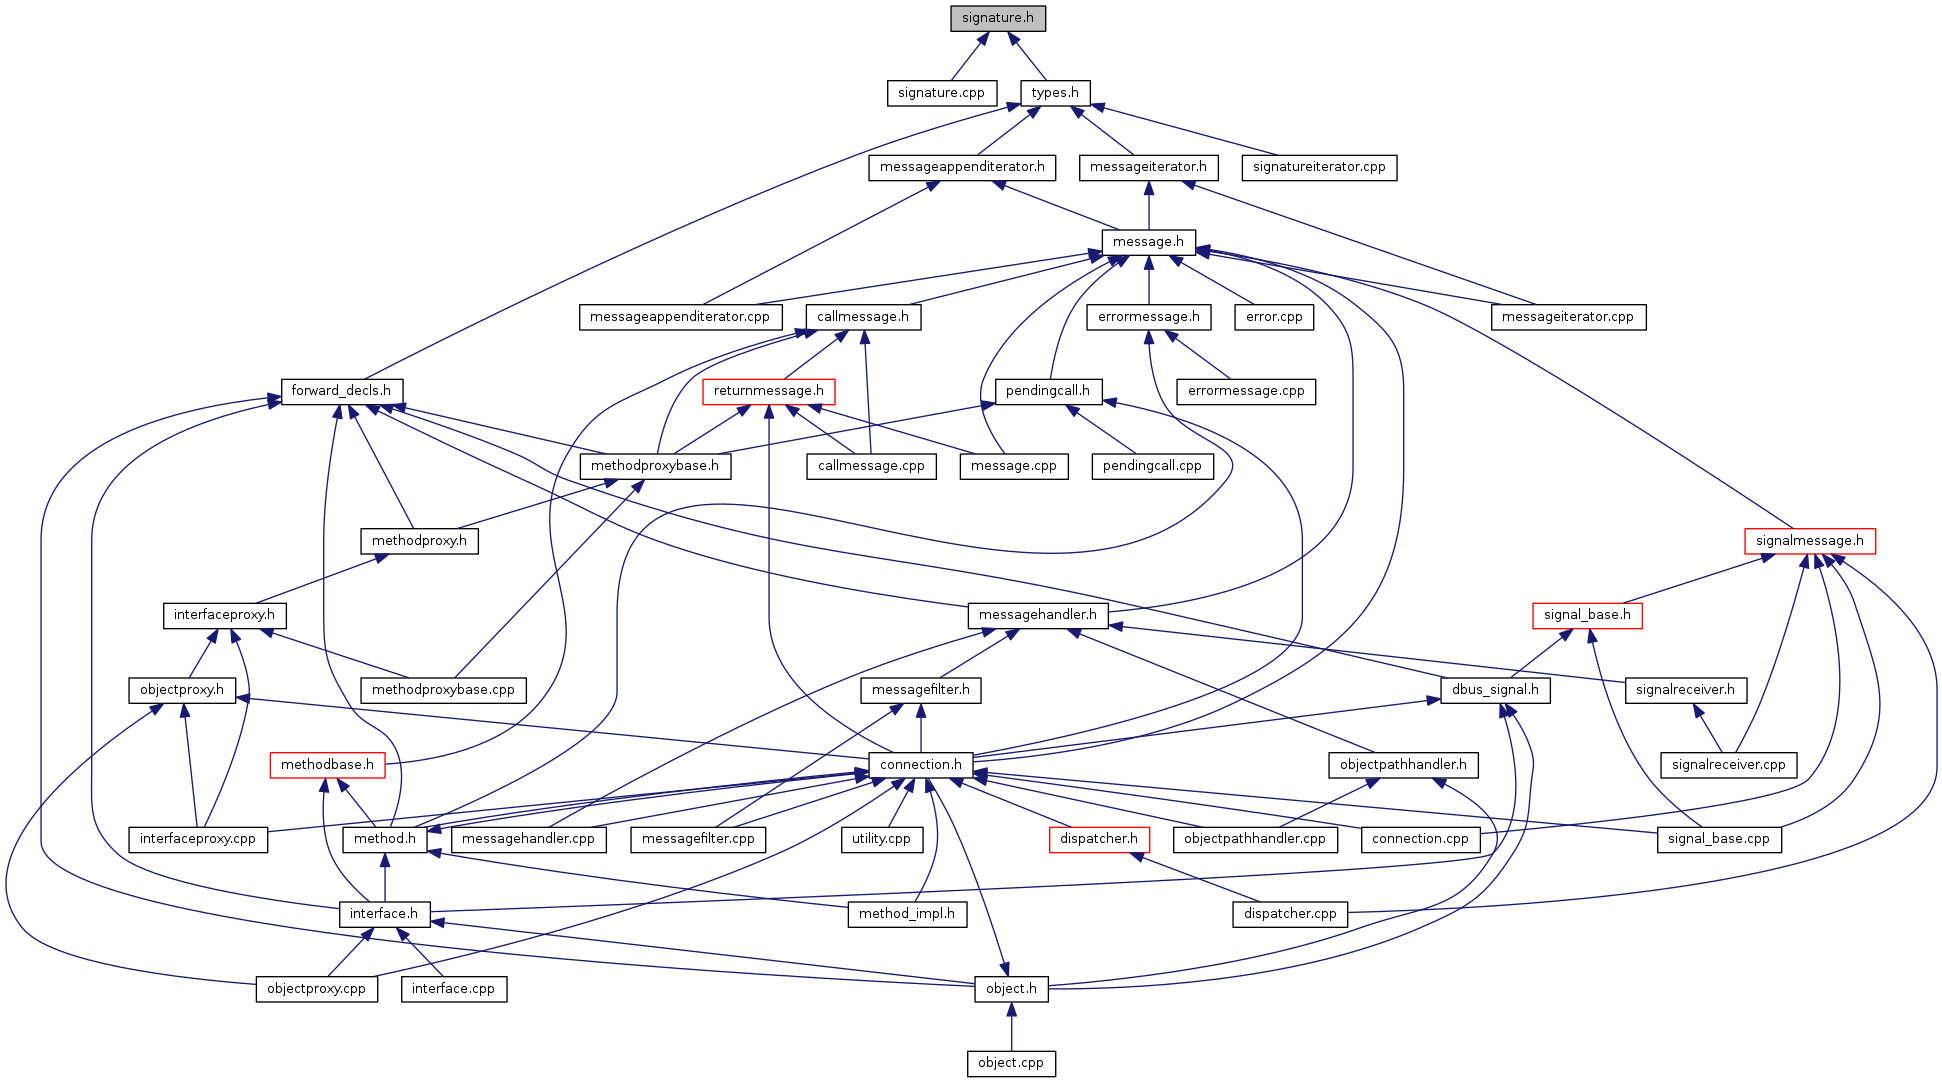 signature.h
signature.cpp
types.h
messageappenditerator.h
messageiterator.h
signatureiterator.cpp
message.h
messageappenditerator.cpp
callmessage.h
errormessage.h
error.cpp
messageiterator.cpp
forward_decls.h
returnmessage.h
pendingcall.h
errormessage.cpp
methodproxybase.h
callmessage.cpp
message.cpp
pendingcall.cpp
methodproxy.h
signalmessage.h
interfaceproxy.h
messagehandler.h
signal_base.h
objectproxy.h
methodproxybase.cpp
messagefilter.h
dbus_signal.h
signalreceiver.h
methodbase.h
connection.h
objectpathhandler.h
signalreceiver.cpp
interfaceproxy.cpp
method.h
messagehandler.cpp
messagefilter.cpp
utility.cpp
dispatcher.h
objectpathhandler.cpp
connection.cpp
signal_base.cpp
interface.h
method_impl.h
dispatcher.cpp
objectproxy.cpp
interface.cpp
object.h
object.cpp